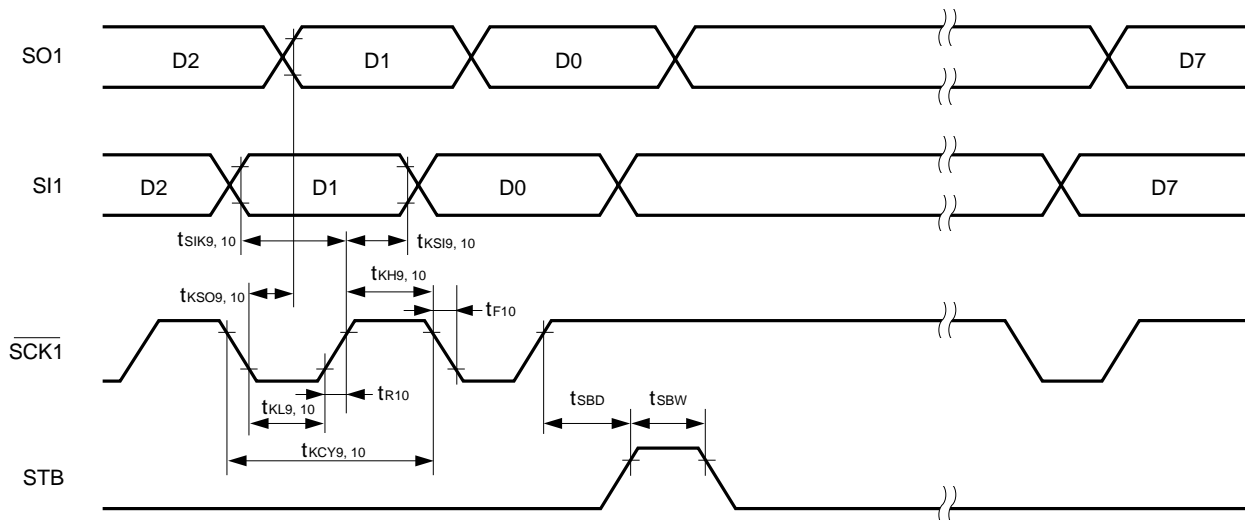 SO1
D2
D1
D0
D7
SI1
D2
D1
D0
D7
tSIK9, 10
tKSI9, 10
tKSO9, 10
tKH9, 10
tF10
SCK1
tKL9, 10
tR10
tSBD
tSBW
tKCY9, 10
STB